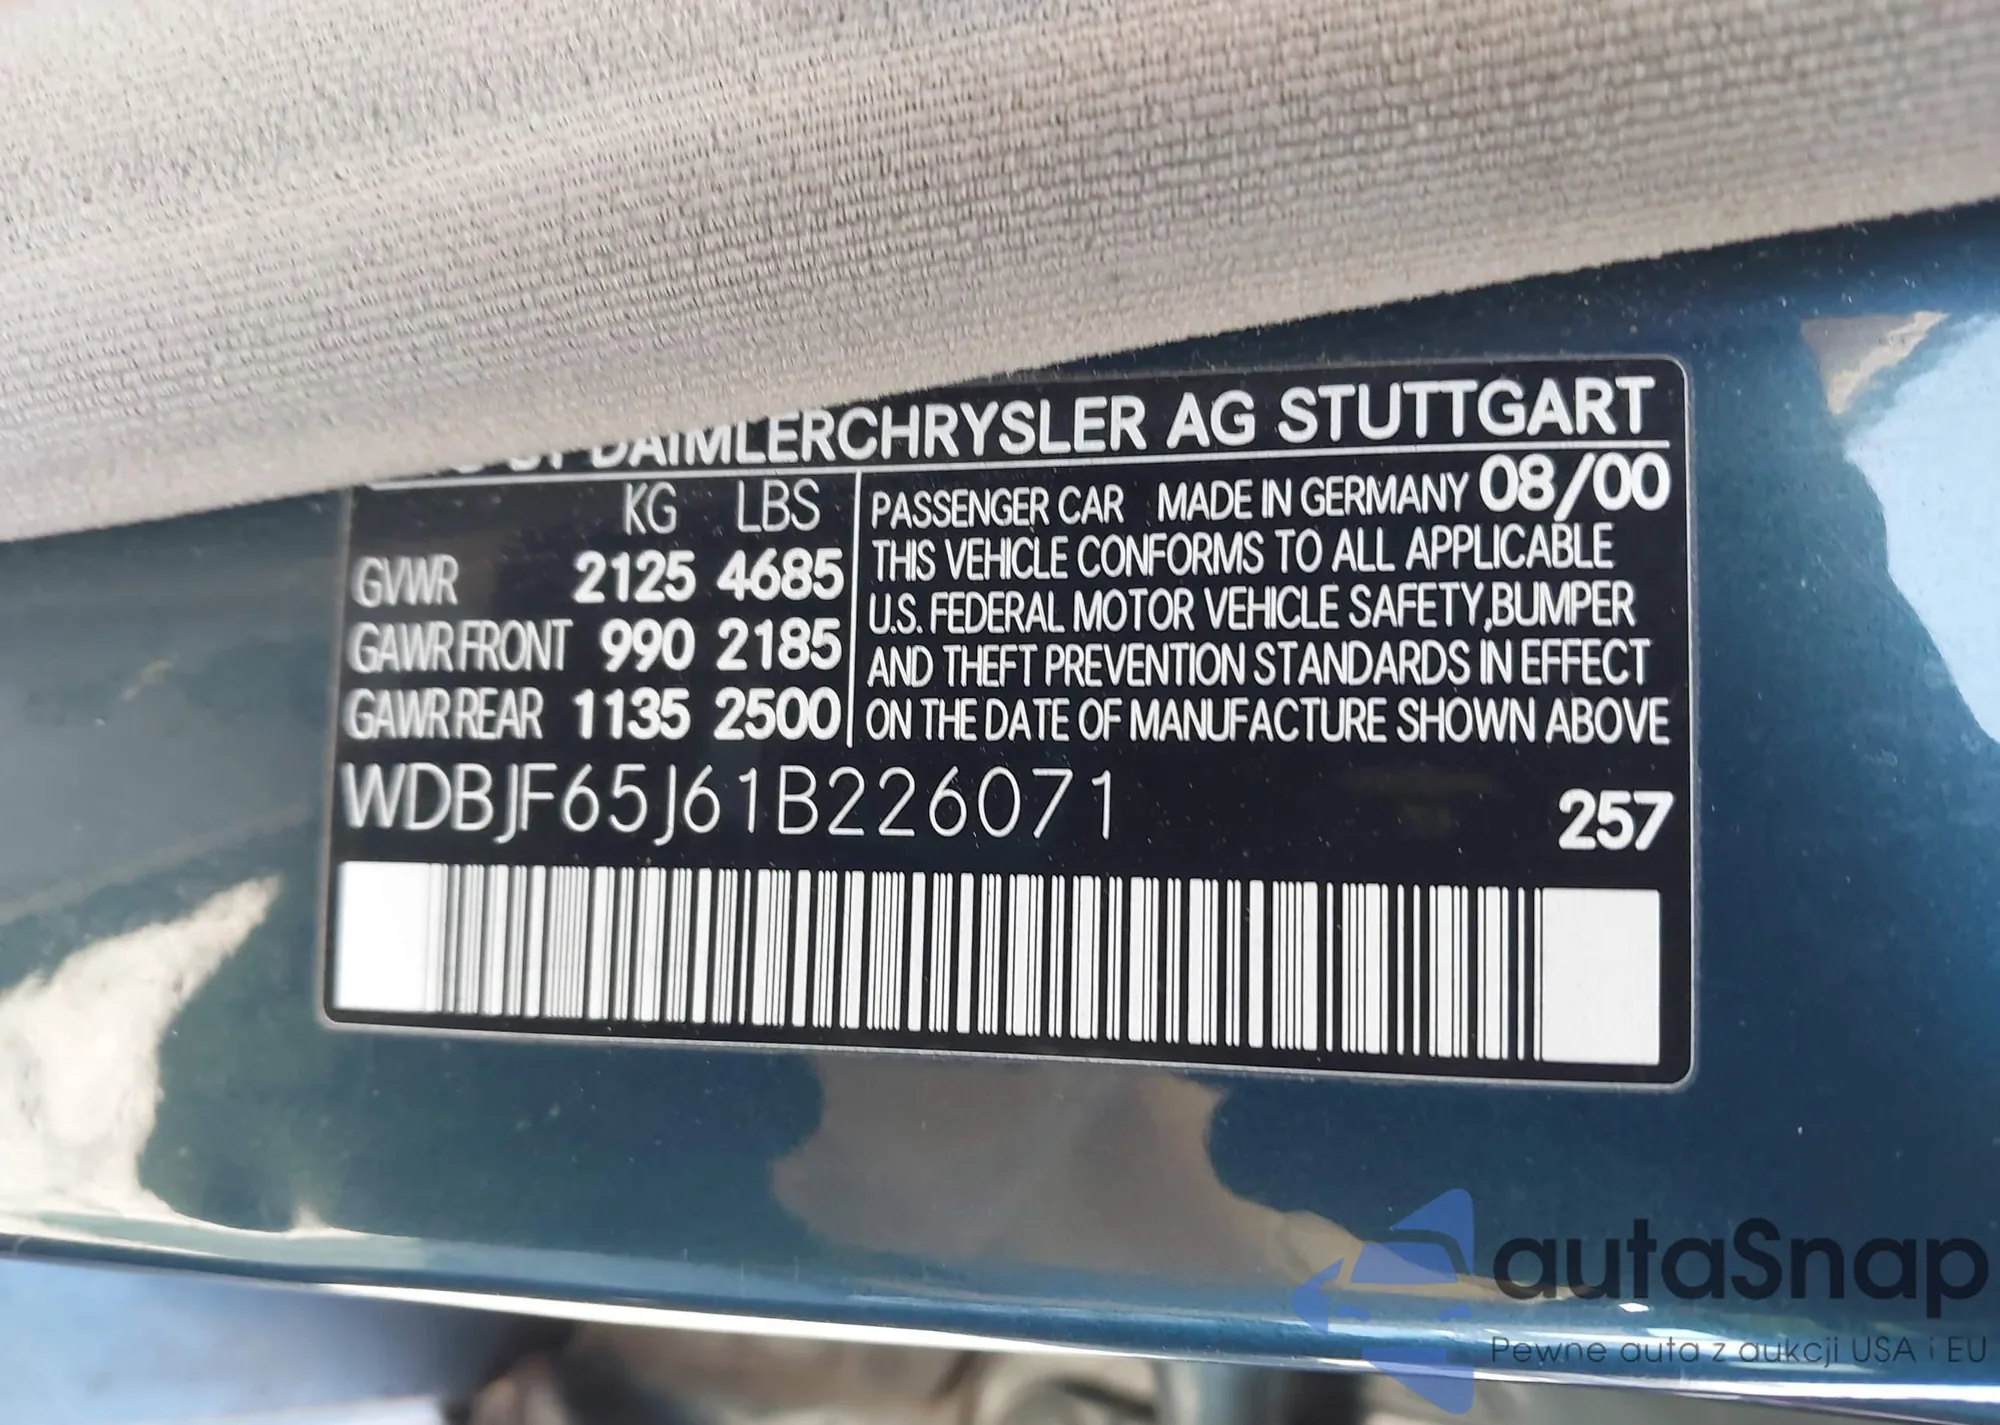 DAIMLERCHRYSLER AG STUTTGART
KG LBS
GVWR 2125 4685
GAWR FRONT 990 2185
GAWR REAR 1135 2500
PASSENGER CAR MADE IN GERMANY 08/00
THIS VEHICLE CONFORMS TO ALL APPLICABLE
U.S. FEDERAL MOTOR VEHICLE SAFETY,BUMPER
AND THEFT PREVENTION STANDARDS IN EFFECT
ON THE DATE OF MANUFACTURE SHOWN ABOVE
WDBJF65J61B226071 257
autaSnap
Pewne auta z aukcji USA i EU